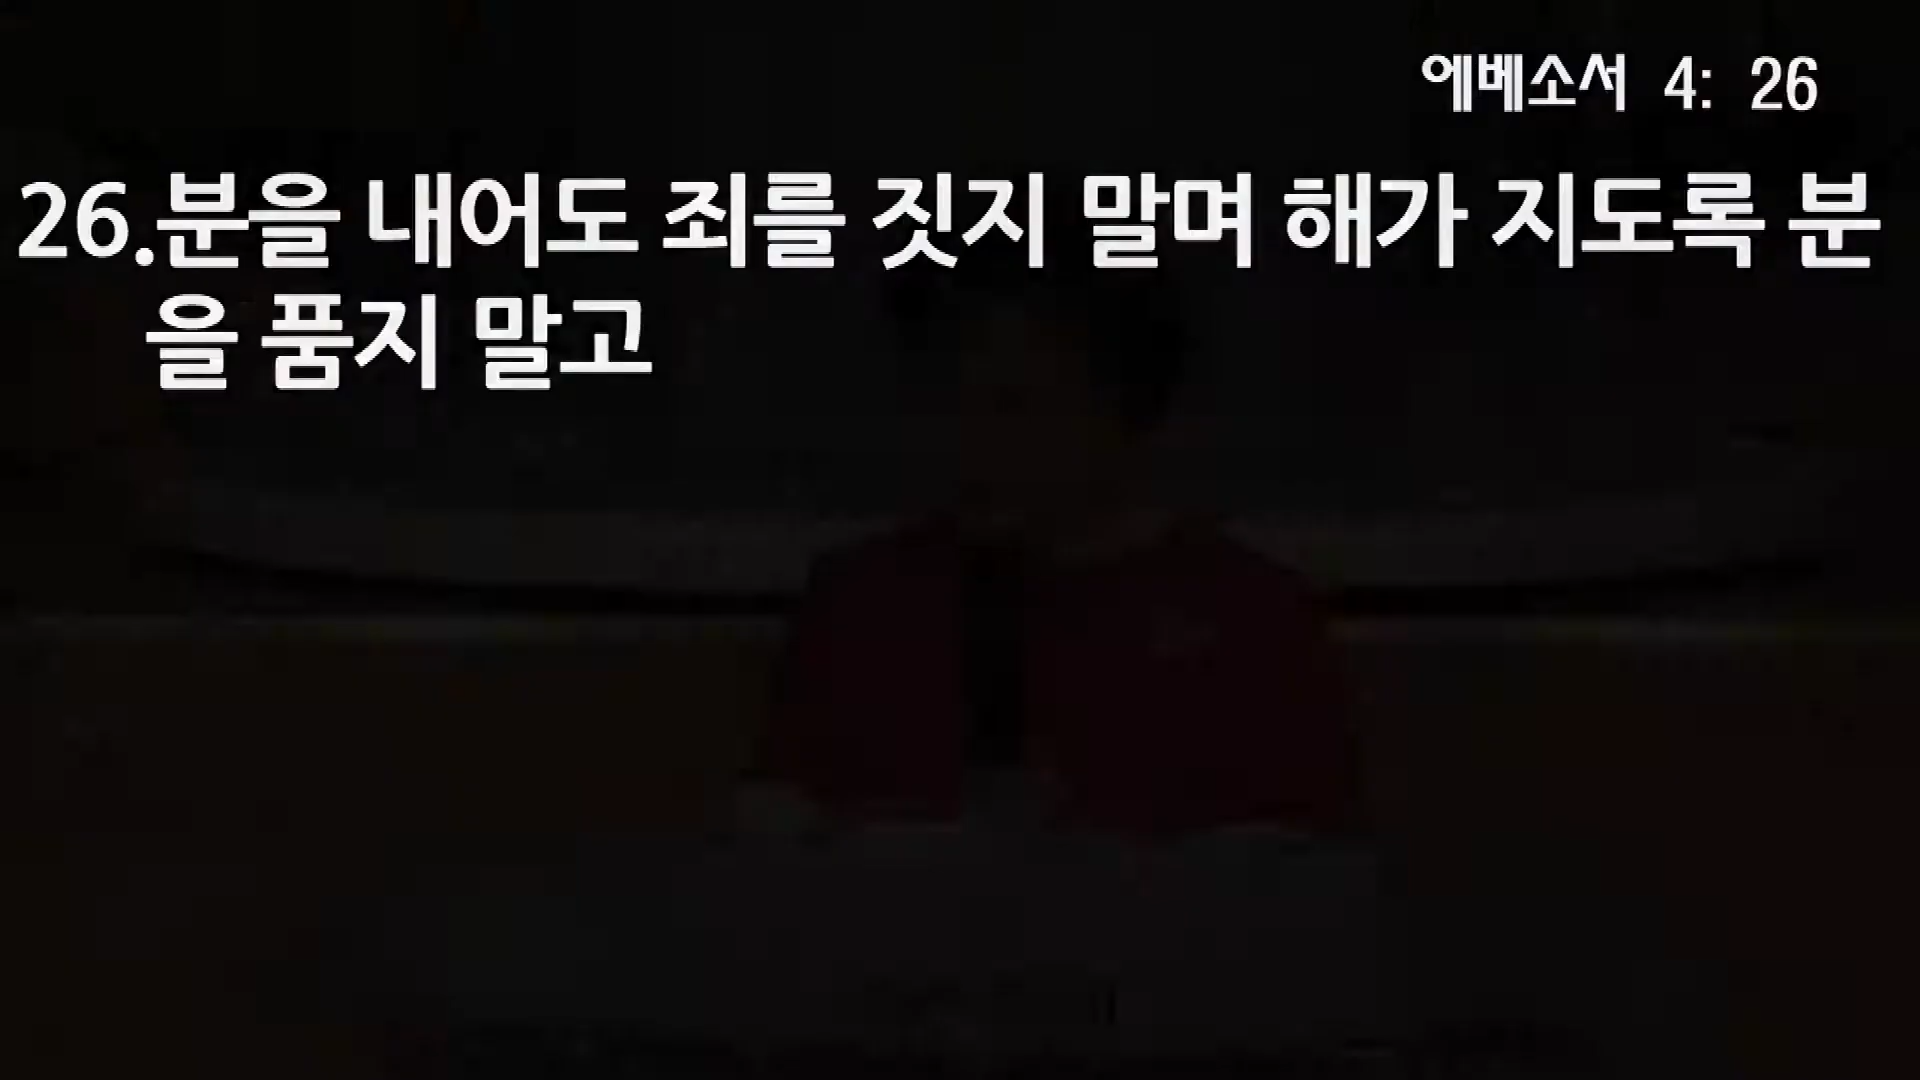 에베소서 4: 26
26.분을 내어도 죄를 짓지 말며 해가 지도록 분
을 품지 말고